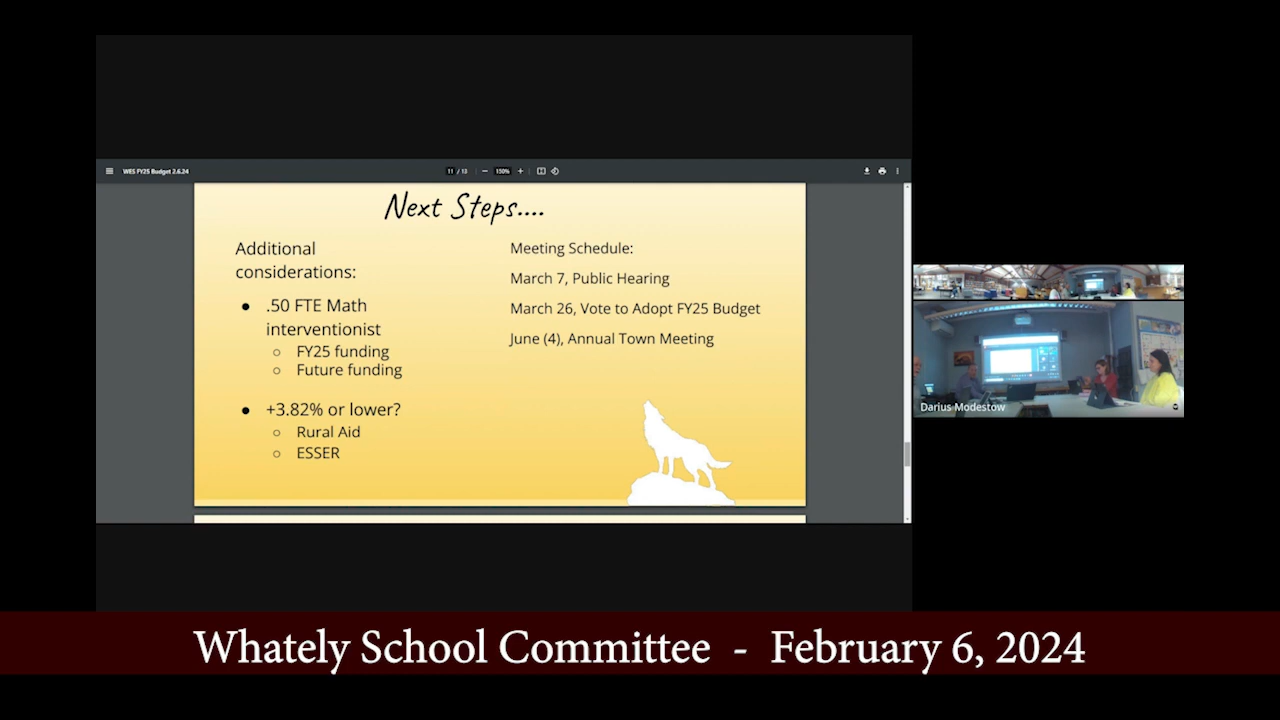 WES FY25 Budget 2.6.24
11 / 13
150%
Next Steps....
Additional
considerations:
.50 FTE Math
interventionist
FY25 funding
Future funding
+3.82% or lower?
Rural Aid
ESSER
Meeting Schedule:
March 7, Public Hearing
March 26, Vote to Adopt FY25 Budget
June (4), Annual Town Meeting
Darius Modestow
Whately School Committee - February 6, 2024